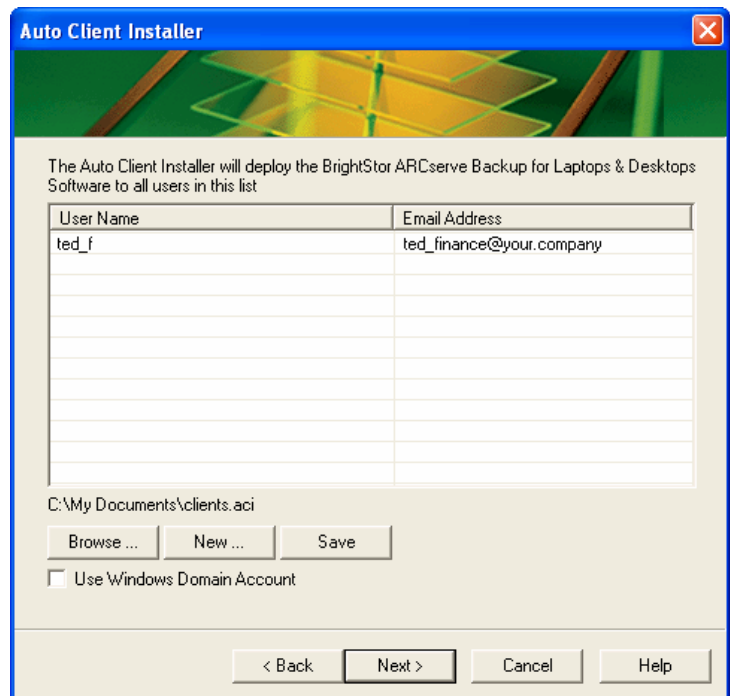 Auto Client Installer
The Auto Client Installer will deploy the BrightStor ARCserve Backup for Laptops & Desktops
Software to all users in this list
User Name Email Address
ted_f ted_finance@your.company
C:\My Documents\clients.aci
Browse ... New ... Save
Use Windows Domain Account
< Back Next > Cancel Help